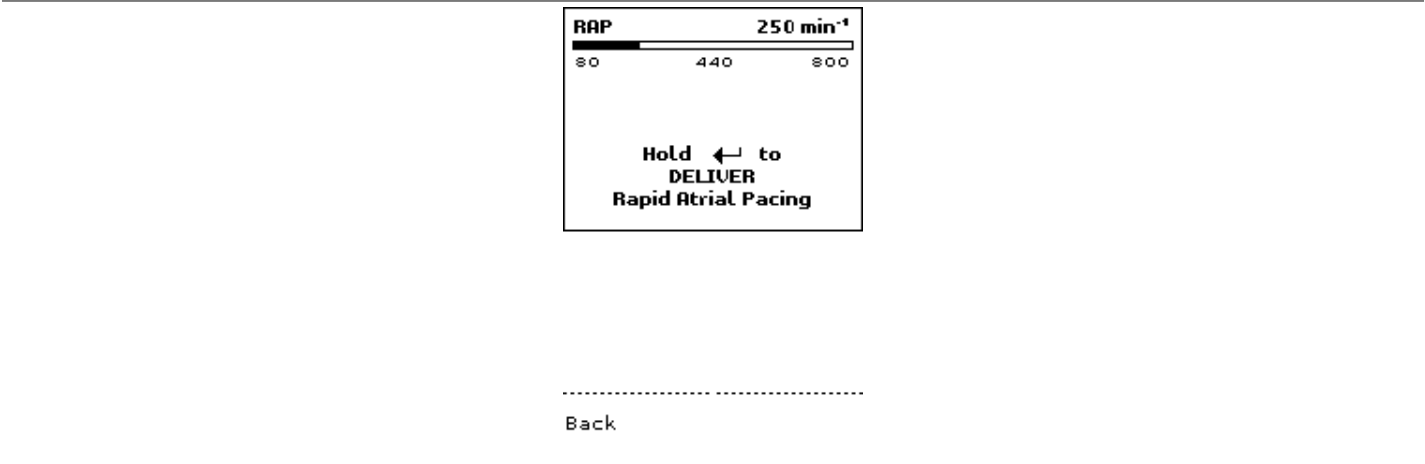 RAP 250 min⁻¹
80 440 800
Hold ↵ to
DELIVER
Rapid Atrial Pacing
Back